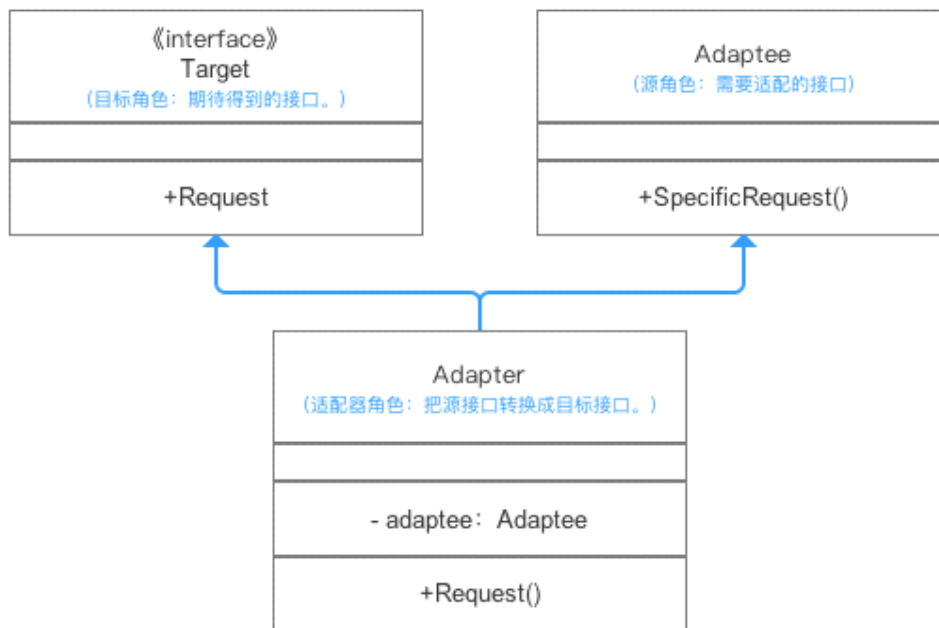 《interface》
Target
（目标角色：期待得到的接口。）
+Request
Adaptee
（源角色：需要适配的接口）
+SpecificRequest()
Adapter
（适配器角色：把源接口转换成目标接口。）
- adaptee：Adaptee
+Request()